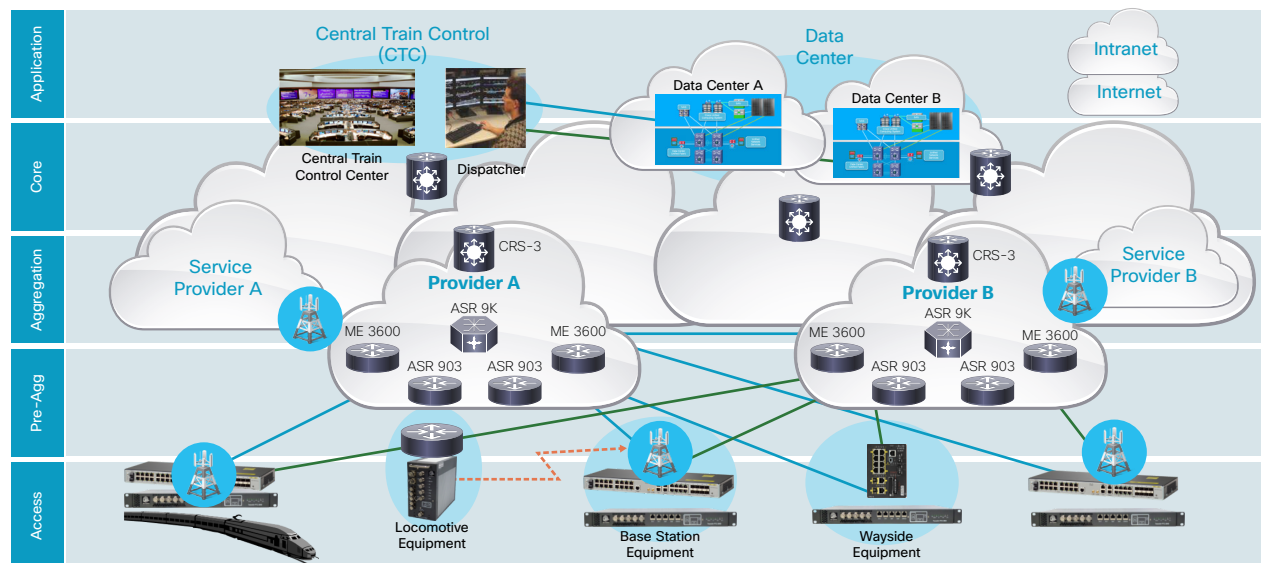 Application
Core
Aggregation
Pre-Agg
Access
Central Train Control
(CTC)
Data
Center
Intranet
Internet
Data Center A
Data Center B
Central Train
Control Center
Dispatcher
CRS-3
CRS-3
Service
Provider A
Service
Provider B
Provider A
Provider B
ASR 9K
ASR 9K
ME 3600
ME 3600
ME 3600
ME 3600
ASR 903
ASR 903
ASR 903
ASR 903
Locomotive
Equipment
Base Station
Equipment
Wayside
Equipment